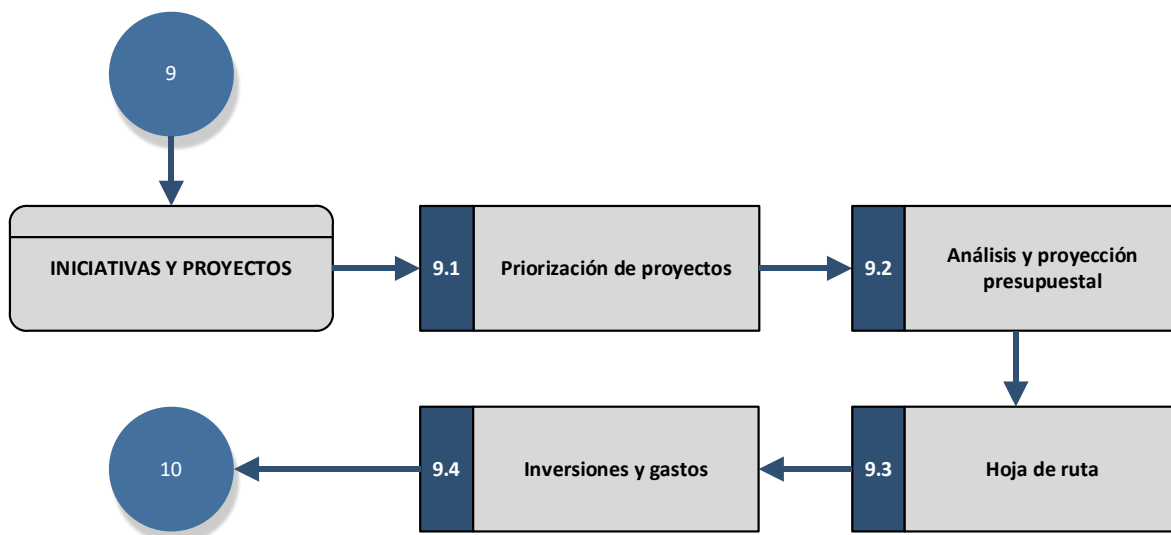 9
INICIATIVAS Y PROYECTOS
9.1
Priorización de proyectos
9.2
Análisis y proyección
presupuestal
9.3
Hoja de ruta
9.4
Inversiones y gastos
10